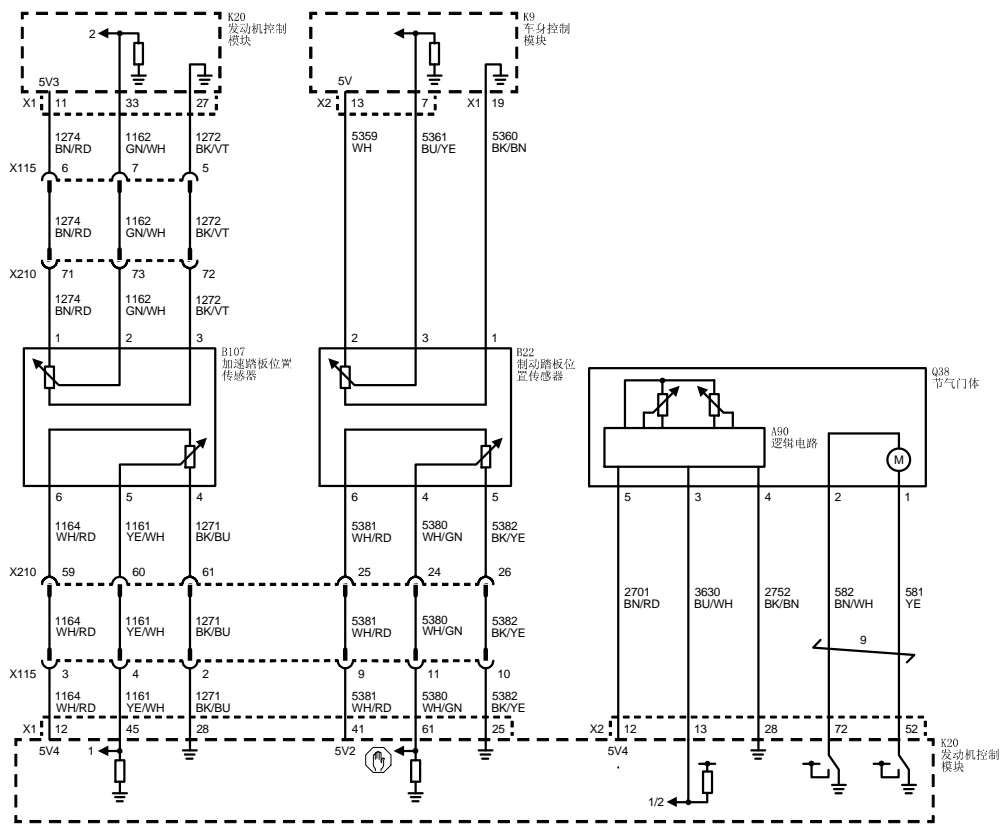 K20
发动机控制
模块
K9
车身控制
模块
2
5V3
5V
X1 11 33 27
X2 13 7 X1 19
1274
BN/RD
1162
GN/WH
1272
BK/VT
5359
WH
5361
BU/YE
5360
BK/BN
X115 6 7 5
1274
BN/RD
1162
GN/WH
1272
BK/VT
X210 71 73 72
1274
BN/RD
1162
GN/WH
1272
BK/VT
1 2 3
2 3 1
B107
加速踏板位置
传感器
B22
制动踏板位
置传感器
Q38
节气门体
A90
逻辑电路
M
6 5 4
6 4 5
5 3 4 2 1
1164
WH/RD
1161
YE/WH
1271
BK/BU
5381
WH/RD
5380
WH/GN
5382
BK/YE
X210 59 60 61 25 24 26
2701
BN/RD
3630
BU/WH
2752
BK/BN
582
BN/WH
581
YE
1164
WH/RD
1161
YE/WH
1271
BK/BU
5381
WH/RD
5380
WH/GN
5382
BK/YE
9
X115 3 4 2 9 11 10
1164
WH/RD
1161
YE/WH
1271
BK/BU
5381
WH/RD
5380
WH/GN
5382
BK/YE
X1 12 45 28 41 61 25
X2 12 13 28 72 52
5V4
1
5V2
5V4
K20
发动机控制
模块
1/2